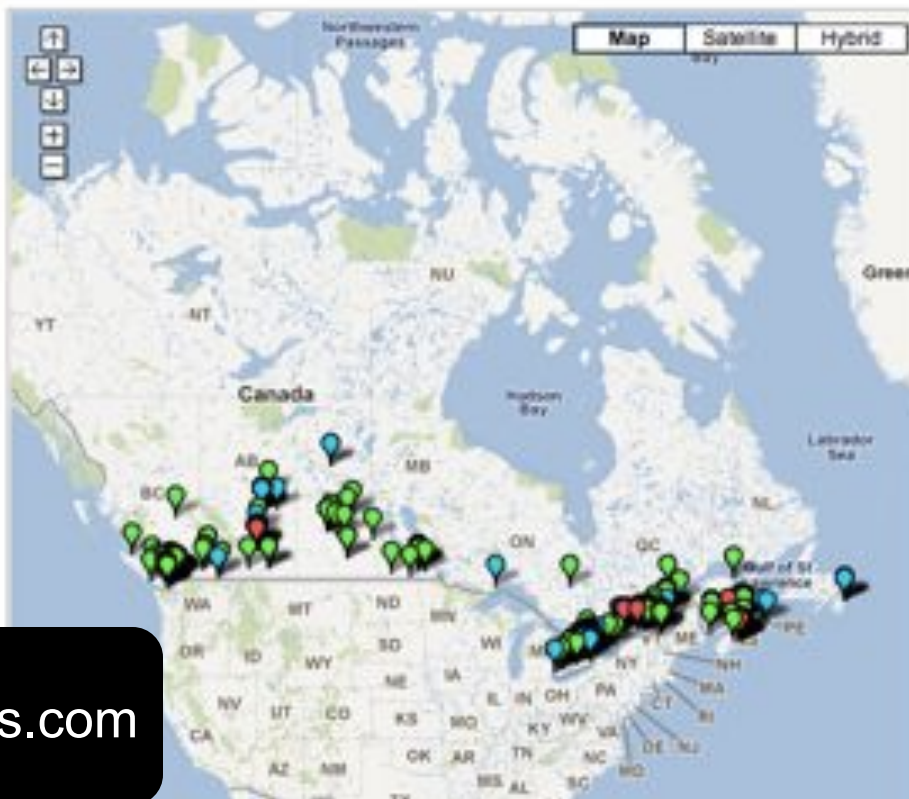 Northwestern
Passages
Map
Satellite
Hybrid
Bay
Green
NU
YT
NT
Canada
Hudson
Bay
Labrador
Sea
AB
MB
BC
NL
ON
QC
Gulf of St
Lawrence
WA
MT
ND
MN
ME
PE
OR
ID
SD
WI
NY
NH
WY
MA
NE
IA
PA
CT
RI
NV
UT
CO
IL
IN
OH
CA
KS
MO
KY
WV
VA
DE
NJ
OK
AR
TN
NC
MD
AZ
NM
MS
AL
SC
s.com